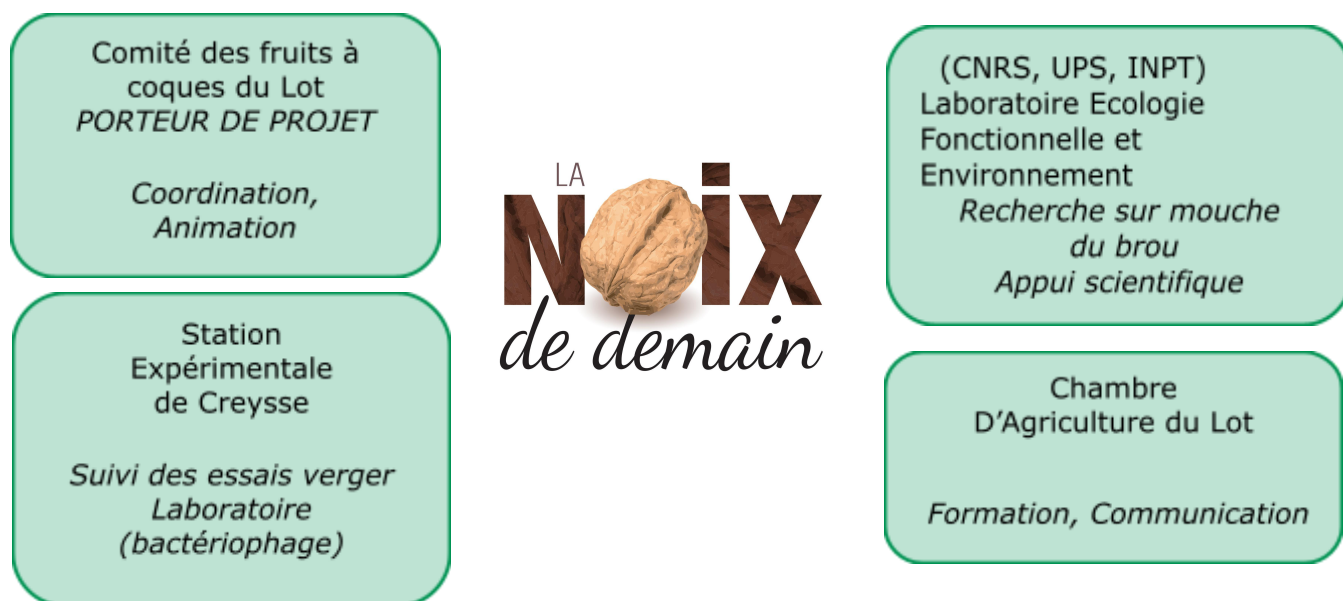 Comité des fruits à
coques du Lot
PORTEUR DE PROJET
Coordination,
Animation
Station
Expérimentale
de Creysse
Suivi des essais verger
Laboratoire
(bactériophage)
LA
NOIX
de demain
(CNRS, UPS, INPT)
Laboratoire Ecologie
Fonctionnelle et
Environnement
Recherche sur mouche
du brou
Appui scientifique
Chambre
D'Agriculture du Lot
Formation, Communication